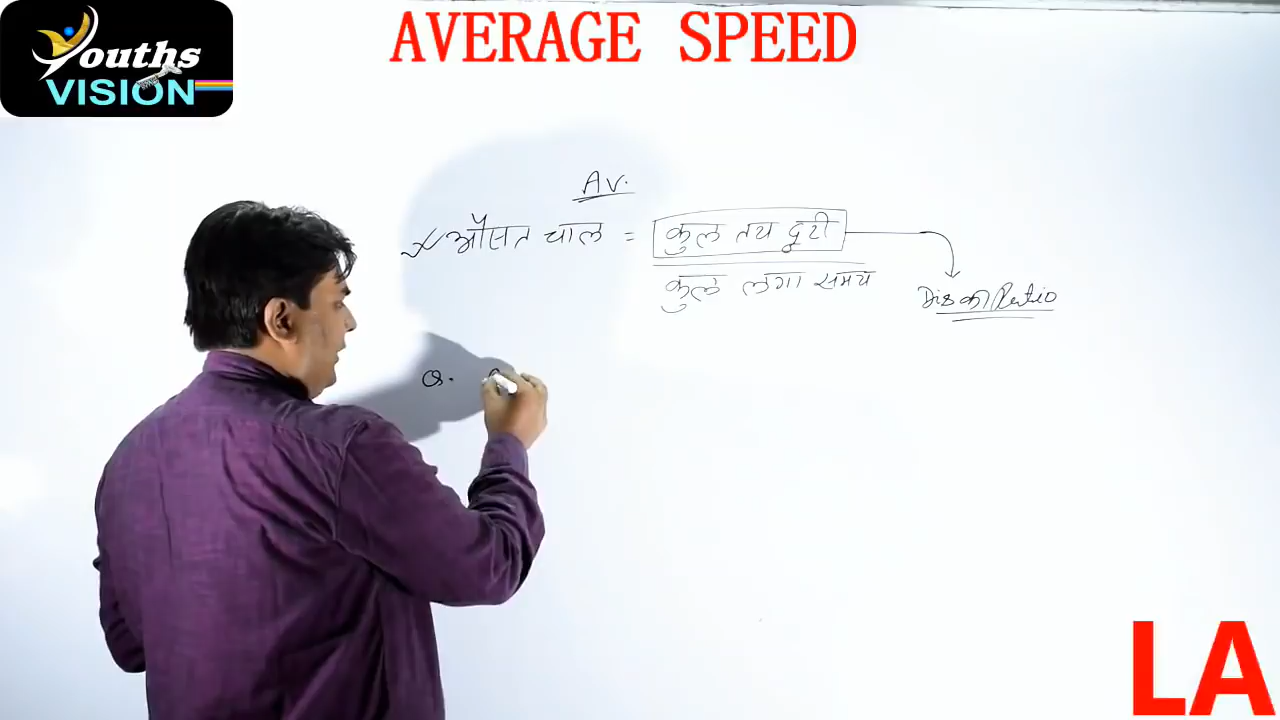 Youths
VISION
AVERAGE SPEED
Av.
औसत चाल = कुल तय दूरी
कुल लगा समय
Dis का Ratio
Q.
LA